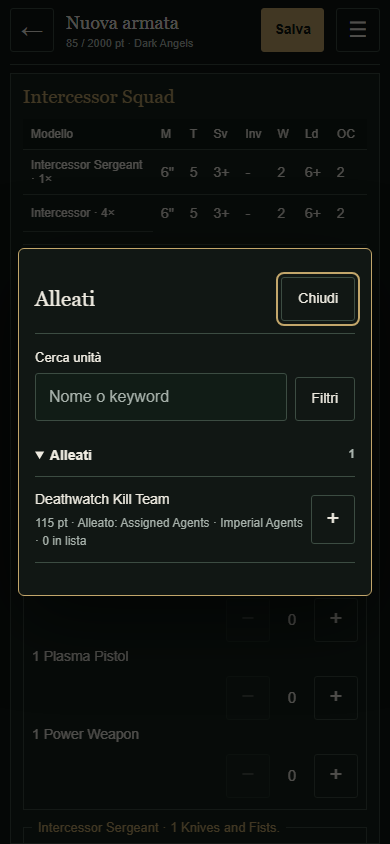 ←
Nuova armata
85 / 2000 pt · Dark Angels
Salva
☰
Intercessor Squad
Modello M T Sv Inv W Ld OC
Intercessor Sergeant
· 1× 6" 5 3+ - 2 6+ 2
Intercessor · 4× 6" 5 3+ - 2 6+ 2
Alleati
Chiudi
Cerca unità
Nome o keyword
Filtri
▼ Alleati 1
Deathwatch Kill Team
115 pt · Alleato: Assigned Agents · Imperial Agents
· 0 in lista
+
− 0 +
1 Plasma Pistol
− 0 +
1 Power Weapon
− 0 +
Intercessor Sergeant · 1 Knives and Fists.